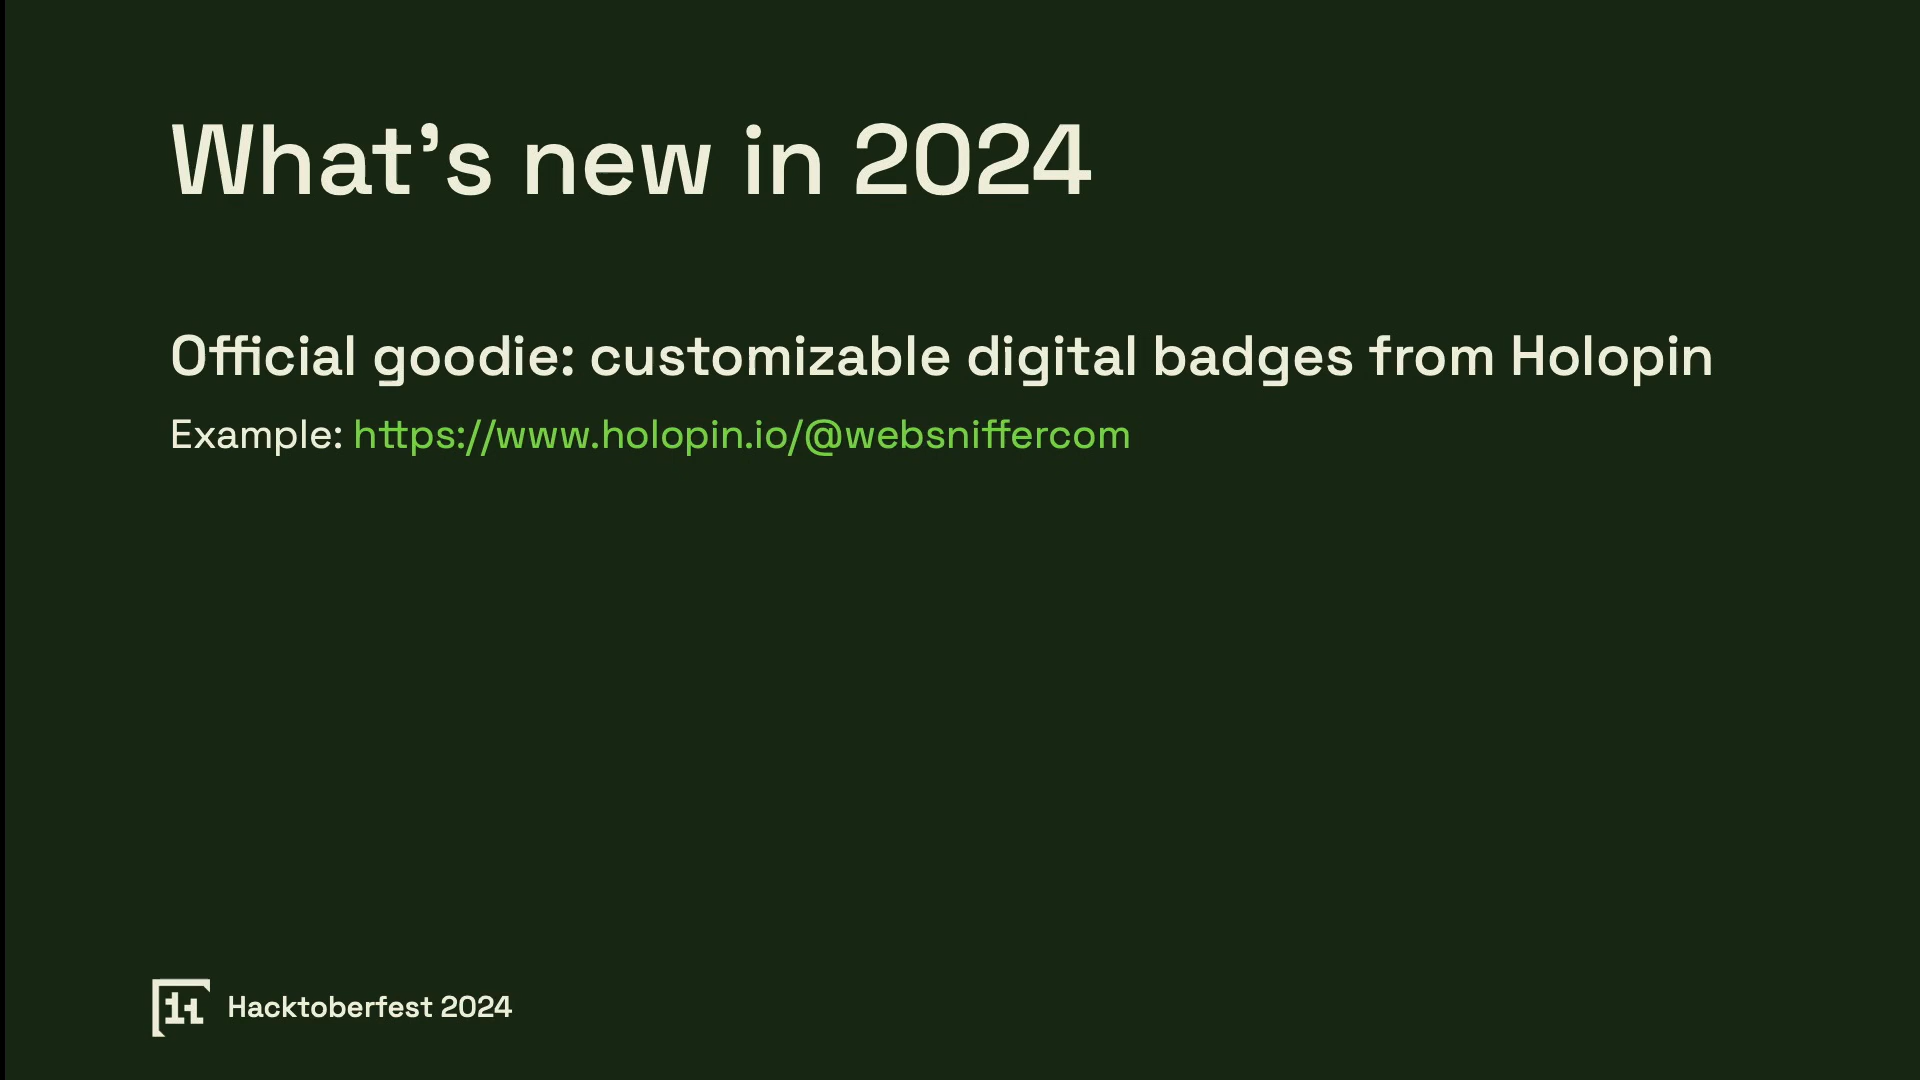 What’s new in 2024
Official goodie: customizable digital badges from Holopin
Example: https://www.holopin.io/@websniffercom
Hacktoberfest 2024